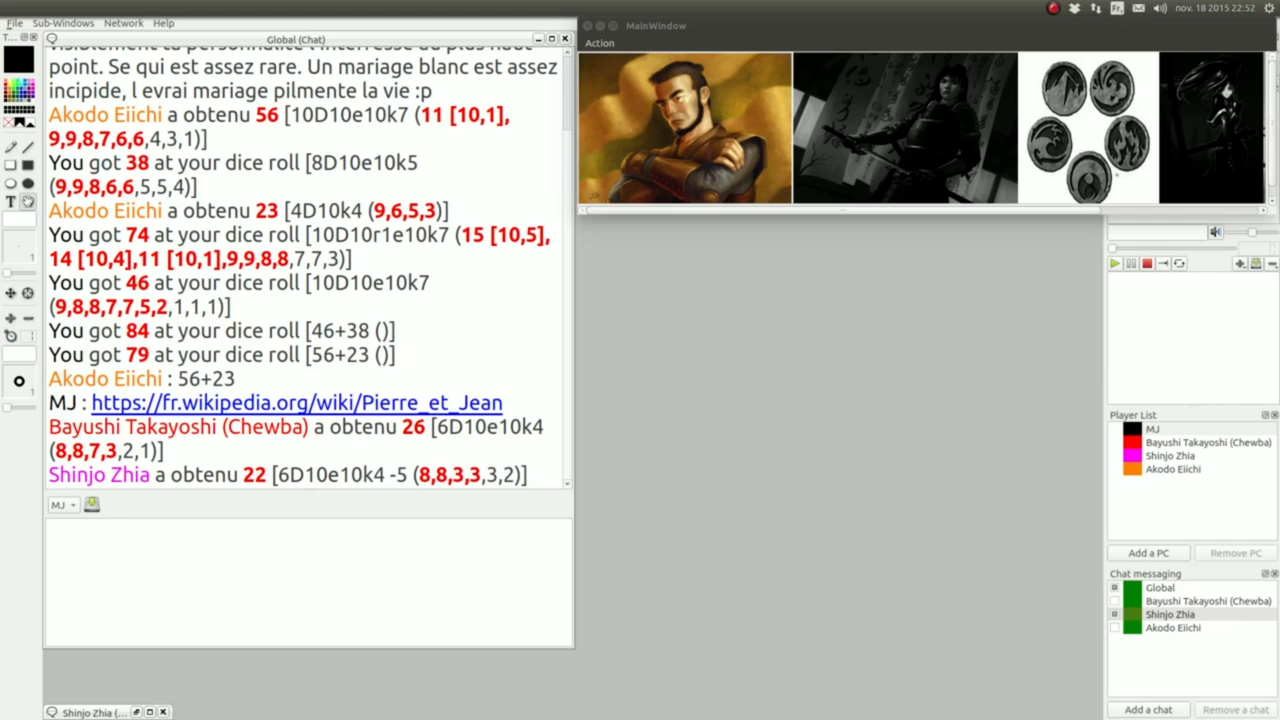 Fr
nov. 18 2015 22:52
File Sub-Windows Network Help
T...
Global (Chat)
point. Se qui est assez rare. Un mariage blanc est assez
incipide, l evrai mariage pilmente la vie :p
Akodo Eiichi a obtenu 56 [10D10e10k7 (11 [10,1],
9,9,8,7,6,6,4,3,1)]
You got 38 at your dice roll [8D10e10k5
(9,9,8,6,6,5,5,4)]
Akodo Eiichi a obtenu 23 [4D10k4 (9,6,5,3)]
You got 74 at your dice roll [10D10r1e10k7 (15 [10,5],
14 [10,4],11 [10,1],9,9,8,8,7,7,3)]
You got 46 at your dice roll [10D10e10k7
(9,8,8,7,7,5,2,1,1,1)]
You got 84 at your dice roll [46+38 ()]
You got 79 at your dice roll [56+23 ()]
Akodo Eiichi : 56+23
MJ : https://fr.wikipedia.org/wiki/Pierre_et_Jean
Bayushi Takayoshi (Chewba) a obtenu 26 [6D10e10k4
(8,8,7,3,2,1)]
Shinjo Zhia a obtenu 22 [6D10e10k4 -5 (8,8,3,3,3,2)]
MJ
T
1
1
Shinjo Zhia (...
MainWindow
Action
Player List
MJ
Bayushi Takayoshi (Chewba)
Shinjo Zhia
Akodo Eiichi
Add a PC Remove PC
Chat messaging
Global
Bayushi Takayoshi (Chewba)
Shinjo Zhia
Akodo Eiichi
Add a chat Remove a chat